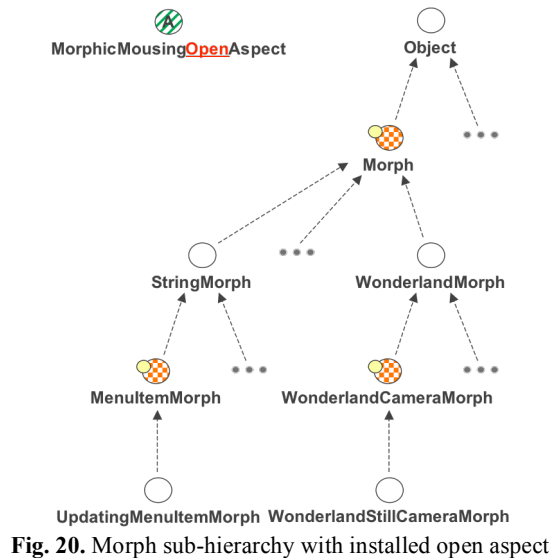 A
MorphicMousingOpenAspect
Object
Morph
StringMorph
WonderlandMorph
MenuItemMorph
WonderlandCameraMorph
UpdatingMenuItemMorph
WonderlandStillCameraMorph
Fig. 20. Morph sub-hierarchy with installed open aspect